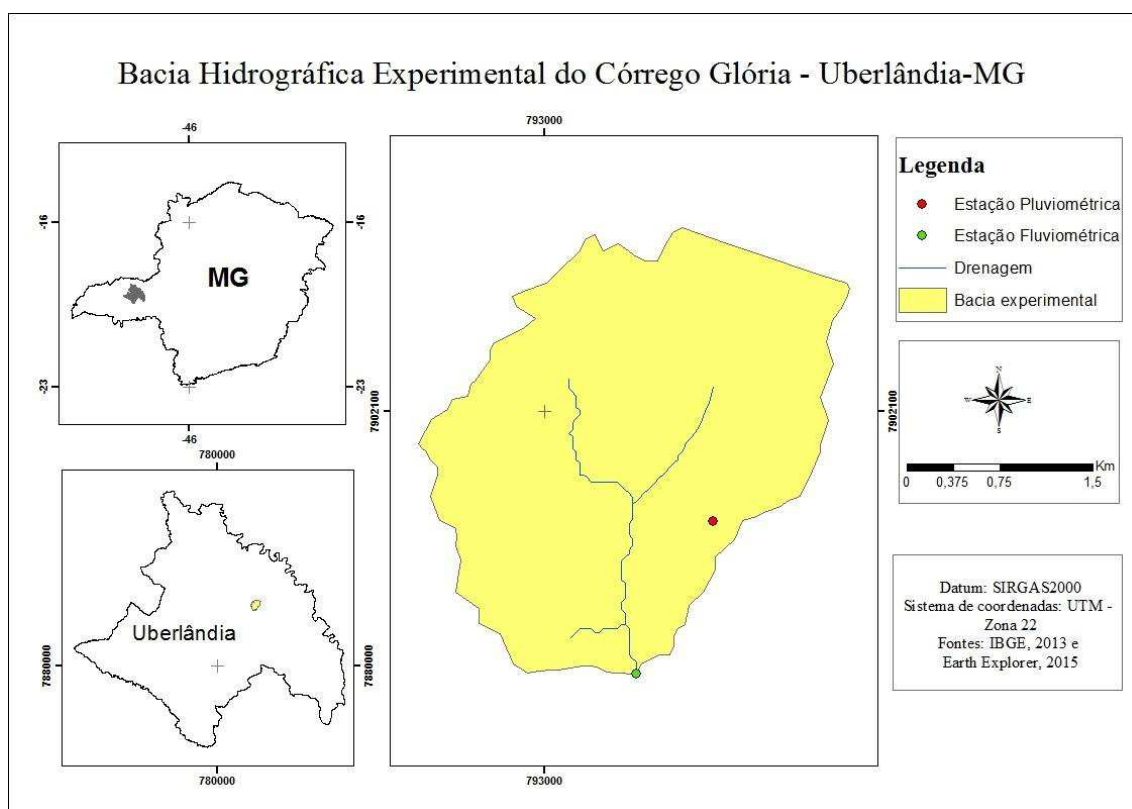 Bacia Hidrográfica Experimental do Córrego Glória - Uberlândia-MG
-46
-16
-16
MG
-23
-23
-46
780000
Uberlândia
7880000
7880000
780000
793000
7902100
7902100
793000
Legenda
Estação Pluviométrica
Estação Fluviométrica
Drenagem
Bacia experimental
N
W
E
S
Km
0
0,375
0,75
1,5
Datum: SIRGAS2000
Sistema de coordenadas: UTM -
Zona 22
Fontes: IBGE, 2013 e
Earth Explorer, 2015